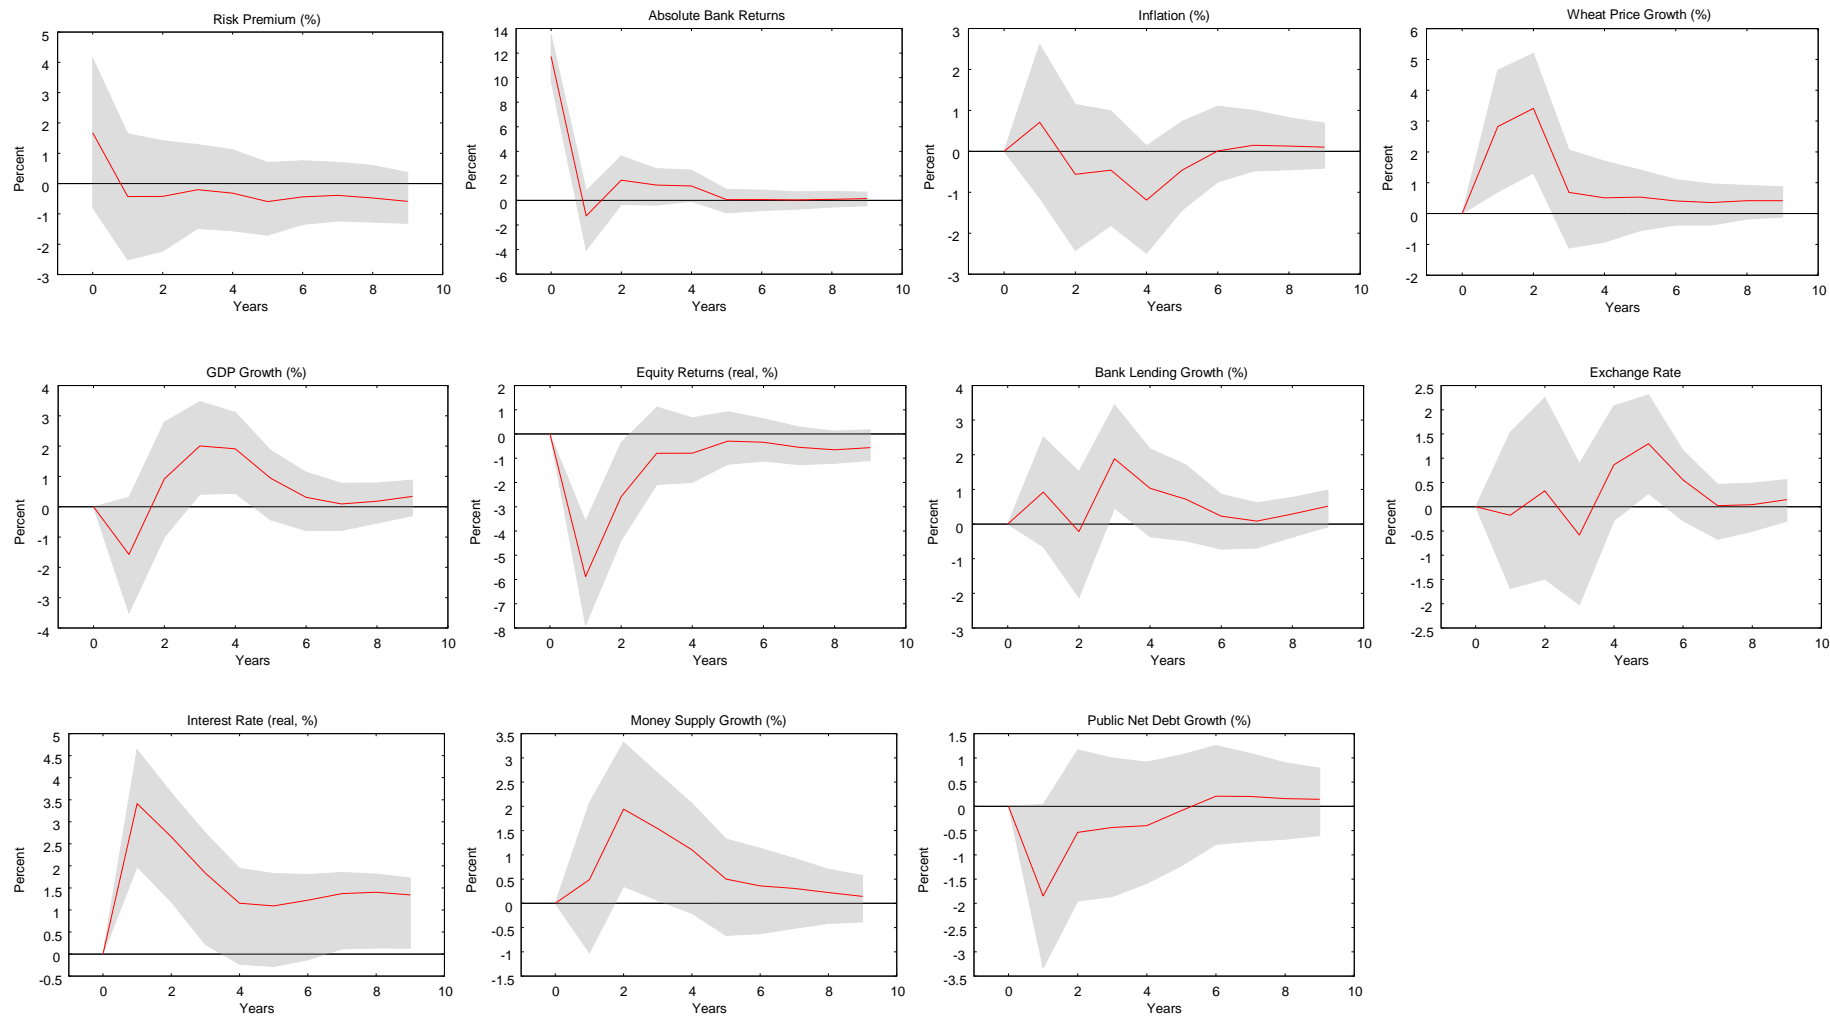 Risk Premium (%)
5
4
3
2
1
0
-1
-2
-3
0 2 4 6 8 10
Percent
Years
Absolute Bank Returns
14
12
10
8
6
4
2
0
-2
-4
-6
0 2 4 6 8 10
Percent
Years
Inflation (%)
3
2
1
0
-1
-2
-3
0 2 4 6 8 10
Percent
Years
Wheat Price Growth (%)
6
5
4
3
2
1
0
-1
-2
0 2 4 6 8 10
Percent
Years
GDP Growth (%)
4
3
2
1
0
-1
-2
-3
-4
0 2 4 6 8 10
Percent
Years
Equity Returns (real, %)
2
1
0
-1
-2
-3
-4
-5
-6
-7
-8
0 2 4 6 8 10
Percent
Years
Bank Lending Growth (%)
4
3
2
1
0
-1
-2
-3
0 2 4 6 8 10
Percent
Years
Exchange Rate
2.5
2
1.5
1
0.5
0
-0.5
-1
-1.5
-2
-2.5
0 2 4 6 8 10
Percent
Years
Interest Rate (real, %)
5
4.5
4
3.5
3
2.5
2
1.5
1
0.5
0
-0.5
0 2 4 6 8 10
Percent
Years
Money Supply Growth (%)
3.5
3
2.5
2
1.5
1
0.5
0
-0.5
-1
-1.5
0 2 4 6 8 10
Percent
Years
Public Net Debt Growth (%)
1.5
1
0.5
0
-0.5
-1
-1.5
-2
-2.5
-3
-3.5
0 2 4 6 8 10
Percent
Years